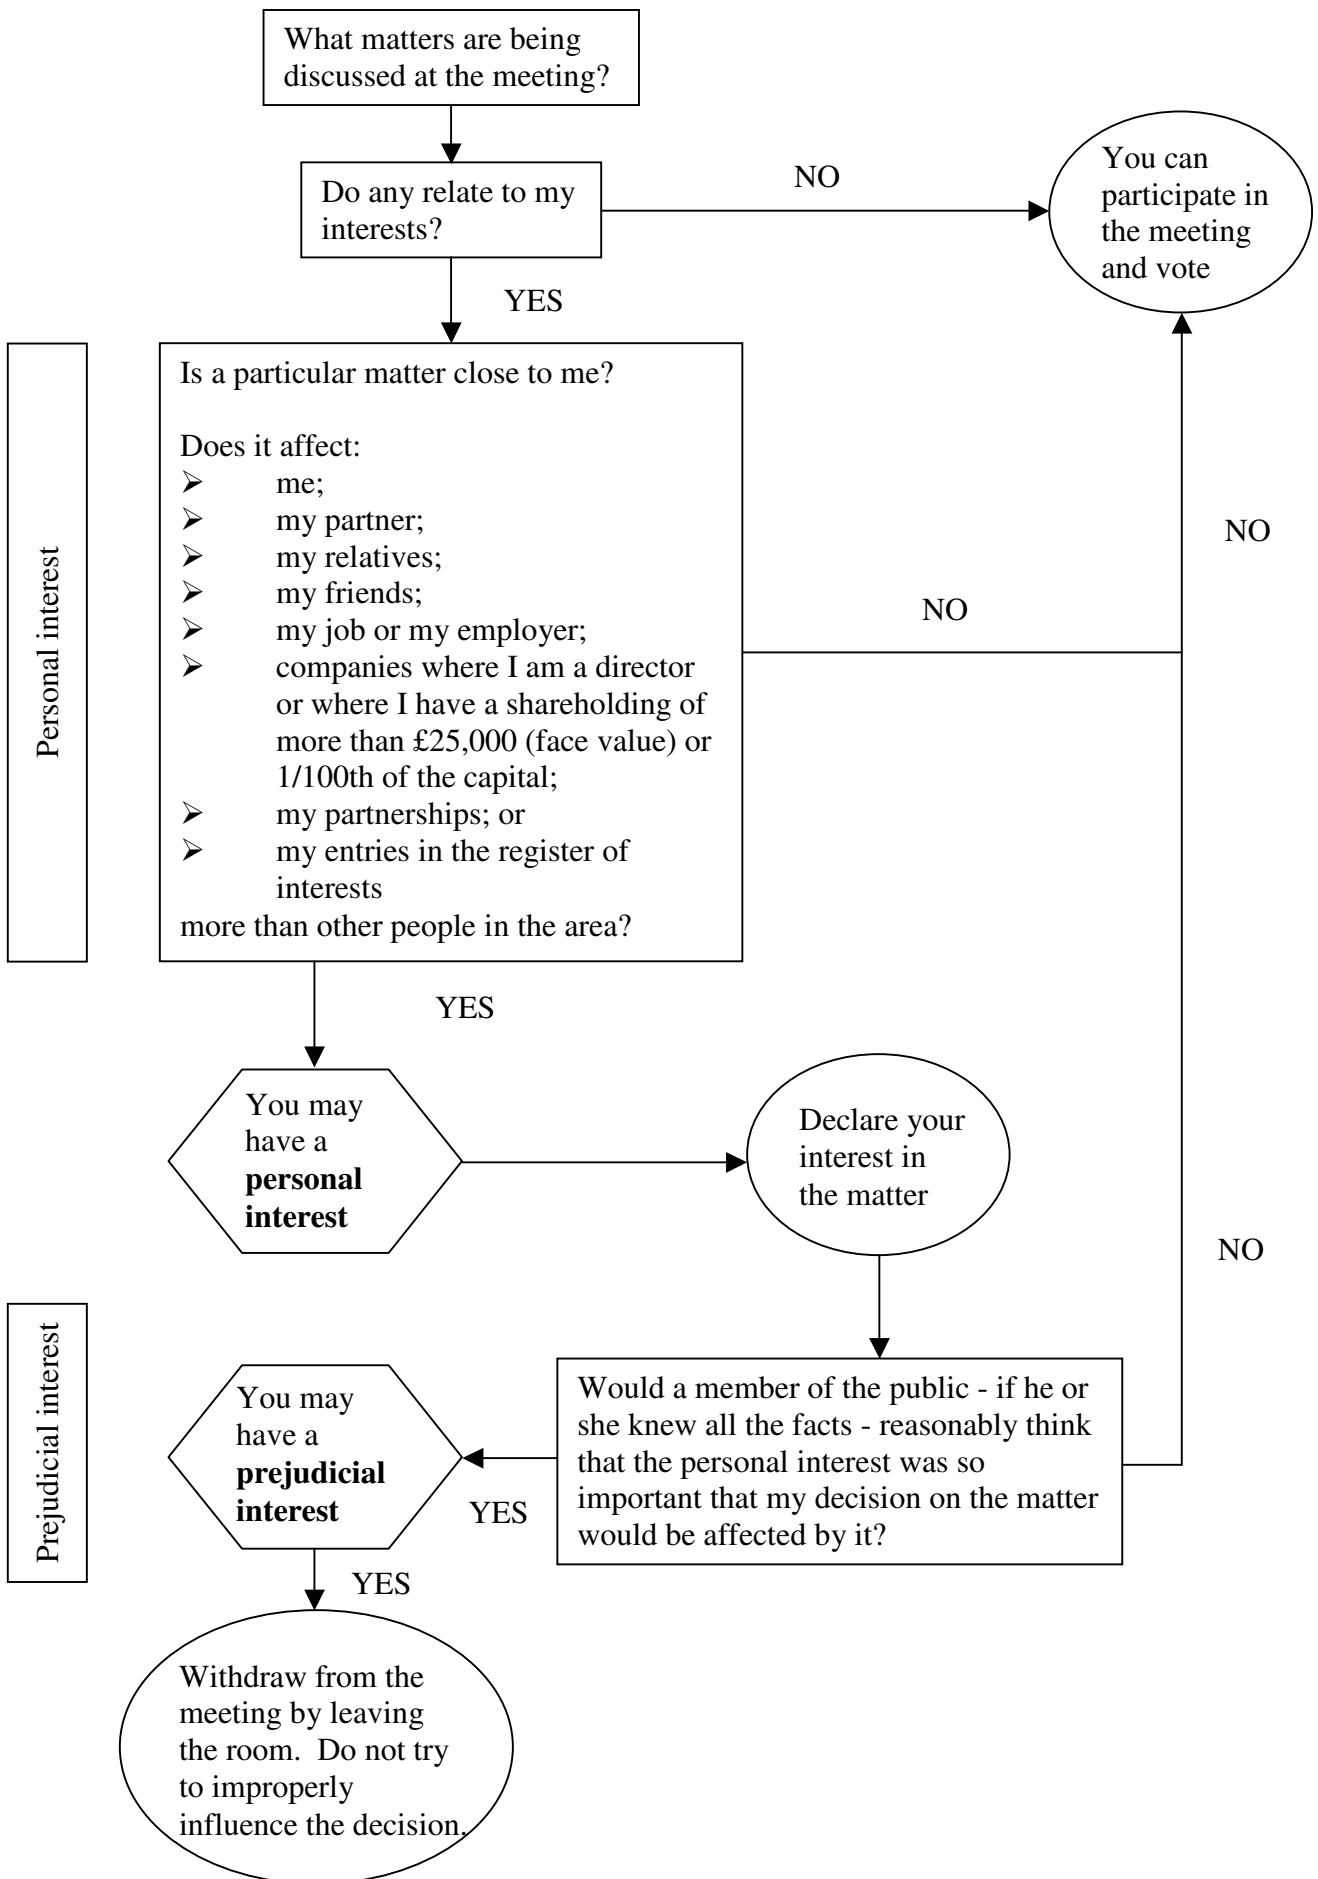 What matters are being
discussed at the meeting?
Do any relate to my
interests?
NO
You can
participate in
the meeting
and vote
YES
Personal interest
Is a particular matter close to me?
Does it affect:
➢ me;
➢ my partner;
➢ my relatives;
➢ my friends;
➢ my job or my employer;
➢ companies where I am a director
or where I have a shareholding of
more than £25,000 (face value) or
1/100th of the capital;
➢ my partnerships; or
➢ my entries in the register of
interests
more than other people in the area?
NO
NO
YES
You may
have a
personal
interest
Declare your
interest in
the matter
NO
Prejudicial interest
Would a member of the public - if he or
she knew all the facts - reasonably think
that the personal interest was so
important that my decision on the matter
would be affected by it?
YES
You may
have a
prejudicial
interest
YES
Withdraw from the
meeting by leaving
the room.  Do not try
to improperly
influence the decision.